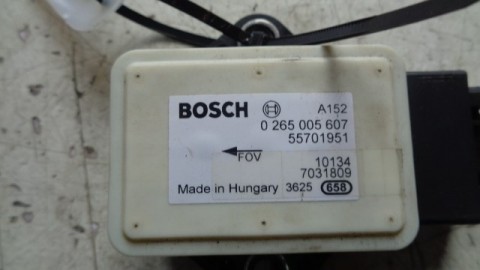 BOSCH A152
0 265 005 607
55701951
FOV
10134
7031809
Made in Hungary 3625 658